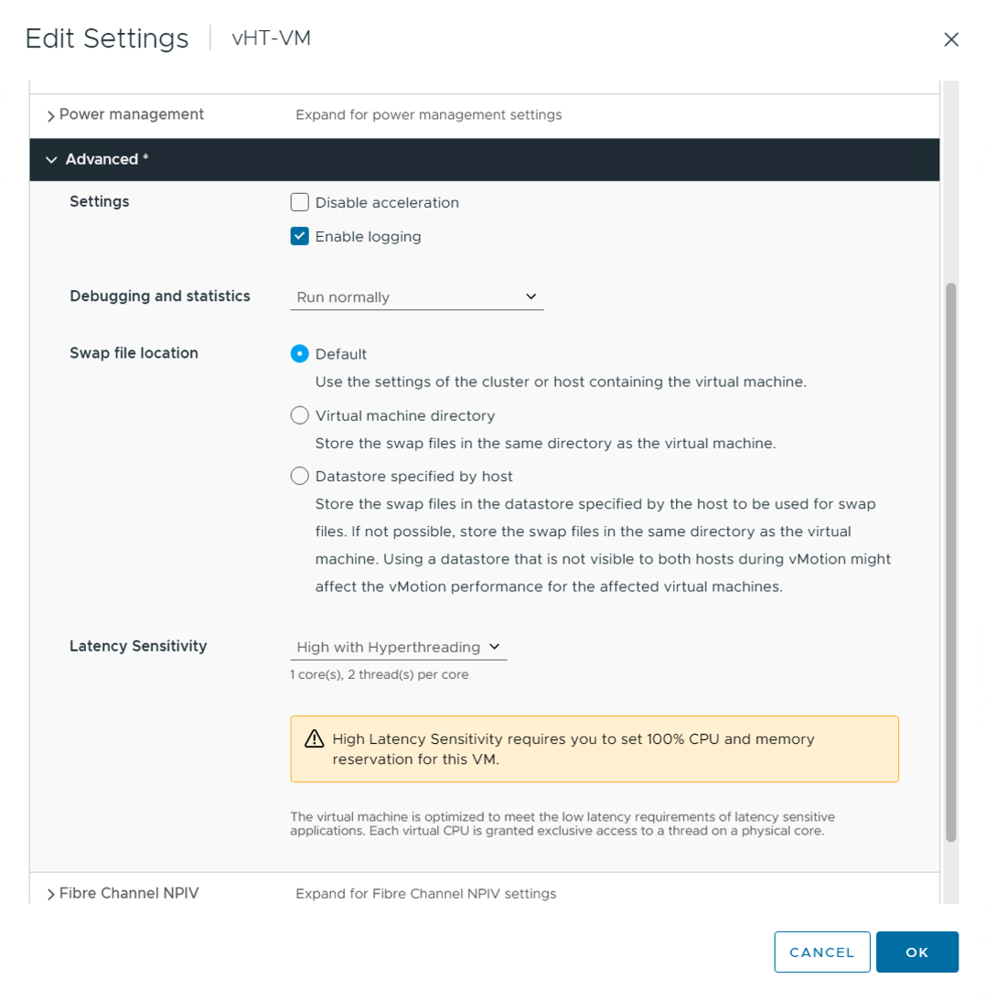 Edit Settings vHT-VM
Power management Expand for power management settings
Advanced *
Settings Disable acceleration
Enable logging
Debugging and statistics Run normally
Swap file location Default
Use the settings of the cluster or host containing the virtual machine.
Virtual machine directory
Store the swap files in the same directory as the virtual machine.
Datastore specified by host
Store the swap files in the datastore specified by the host to be used for swap
files. If not possible, store the swap files in the same directory as the virtual
machine. Using a datastore that is not visible to both hosts during vMotion might
affect the vMotion performance for the affected virtual machines.
Latency Sensitivity High with Hyperthreading
1 core(s), 2 thread(s) per core
High Latency Sensitivity requires you to set 100% CPU and memory
reservation for this VM.
The virtual machine is optimized to meet the low latency requirements of latency sensitive
applications. Each virtual CPU is granted exclusive access to a thread on a physical core.
Fibre Channel NPIV Expand for Fibre Channel NPIV settings
CANCEL OK